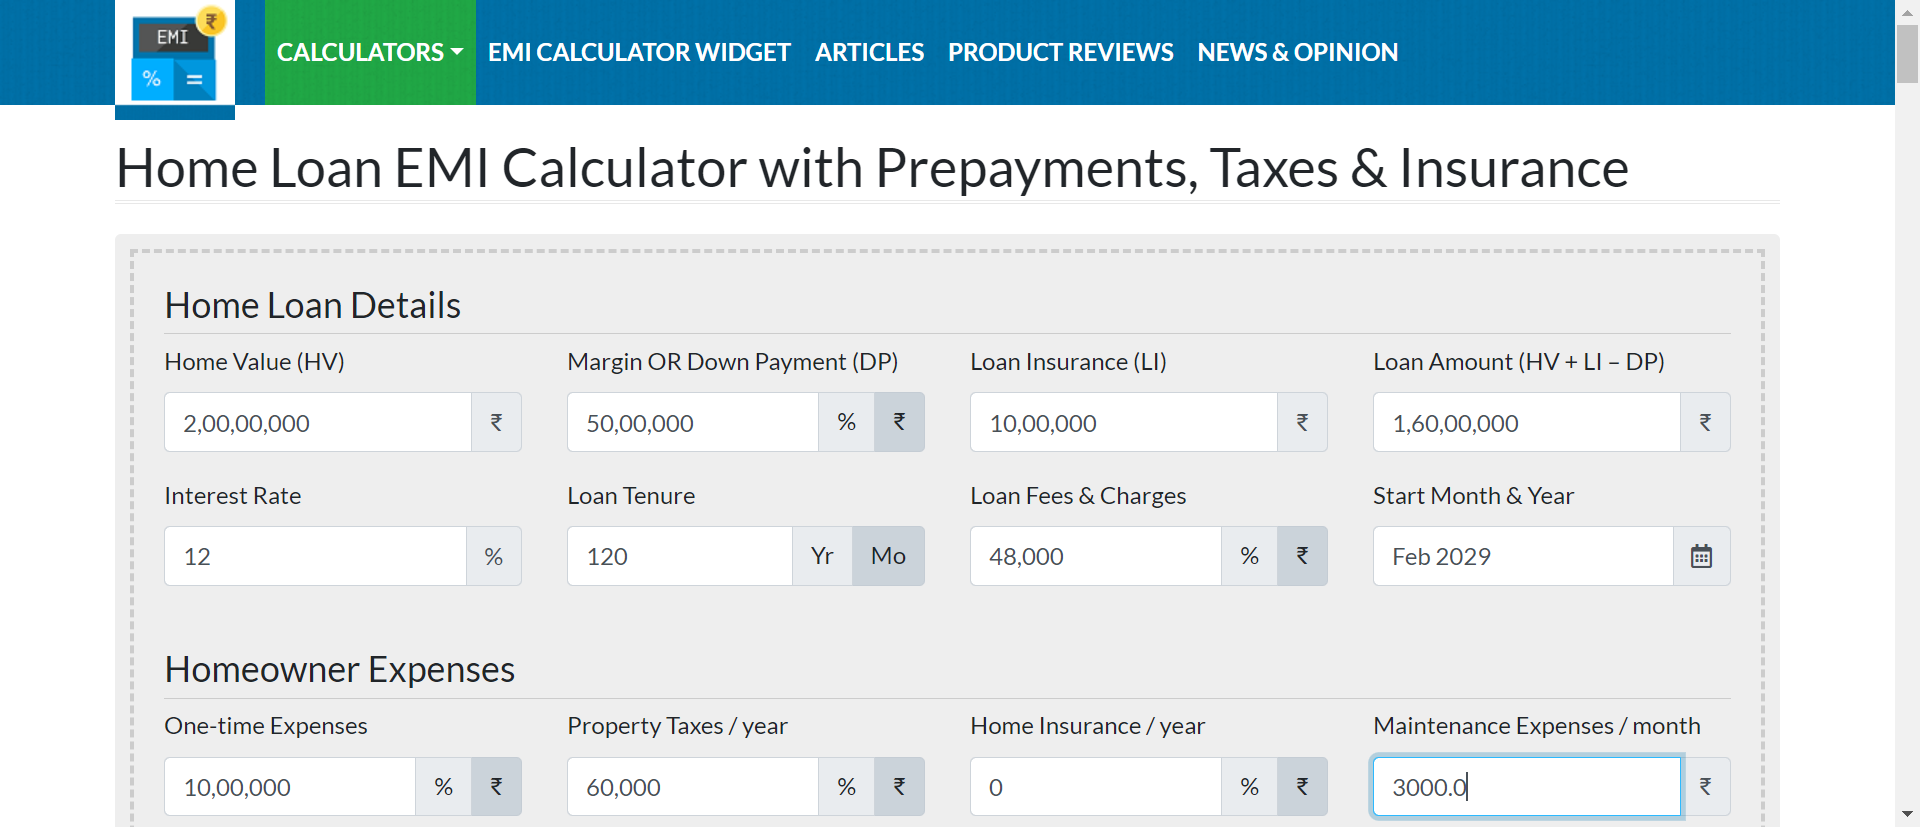 EMI ₹
% =
CALCULATORS EMI CALCULATOR WIDGET ARTICLES PRODUCT REVIEWS NEWS & OPINION
Home Loan EMI Calculator with Prepayments, Taxes & Insurance
Home Loan Details
Home Value (HV) Margin OR Down Payment (DP) Loan Insurance (LI) Loan Amount (HV + LI – DP)
2,00,00,000 ₹ 50,00,000 % ₹ 10,00,000 ₹ 1,60,00,000 ₹
Interest Rate Loan Tenure Loan Fees & Charges Start Month & Year
12 % 120 Yr Mo 48,000 % ₹ Feb 2029
Homeowner Expenses
One-time Expenses Property Taxes / year Home Insurance / year Maintenance Expenses / month
10,00,000 % ₹ 60,000 % ₹ 0 % ₹ 3000.0 ₹